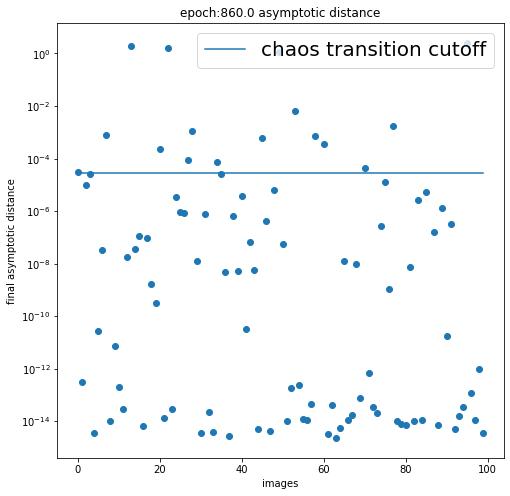 epoch:860.0 asymptotic distance
chaos transition cutoff
final asymptotic distance
10^0
10^-2
10^-4
10^-6
10^-8
10^-10
10^-12
10^-14
0 20 40 60 80 100
images